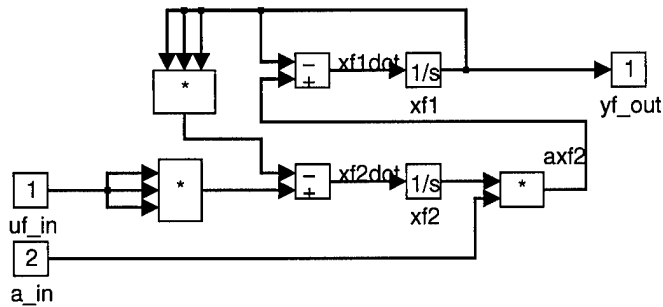 *
−
+
xf1dot
1/s
xf1
1
yf_out
axf2
1
uf_in
*
−
+
xf2dot
1/s
xf2
*
2
a_in